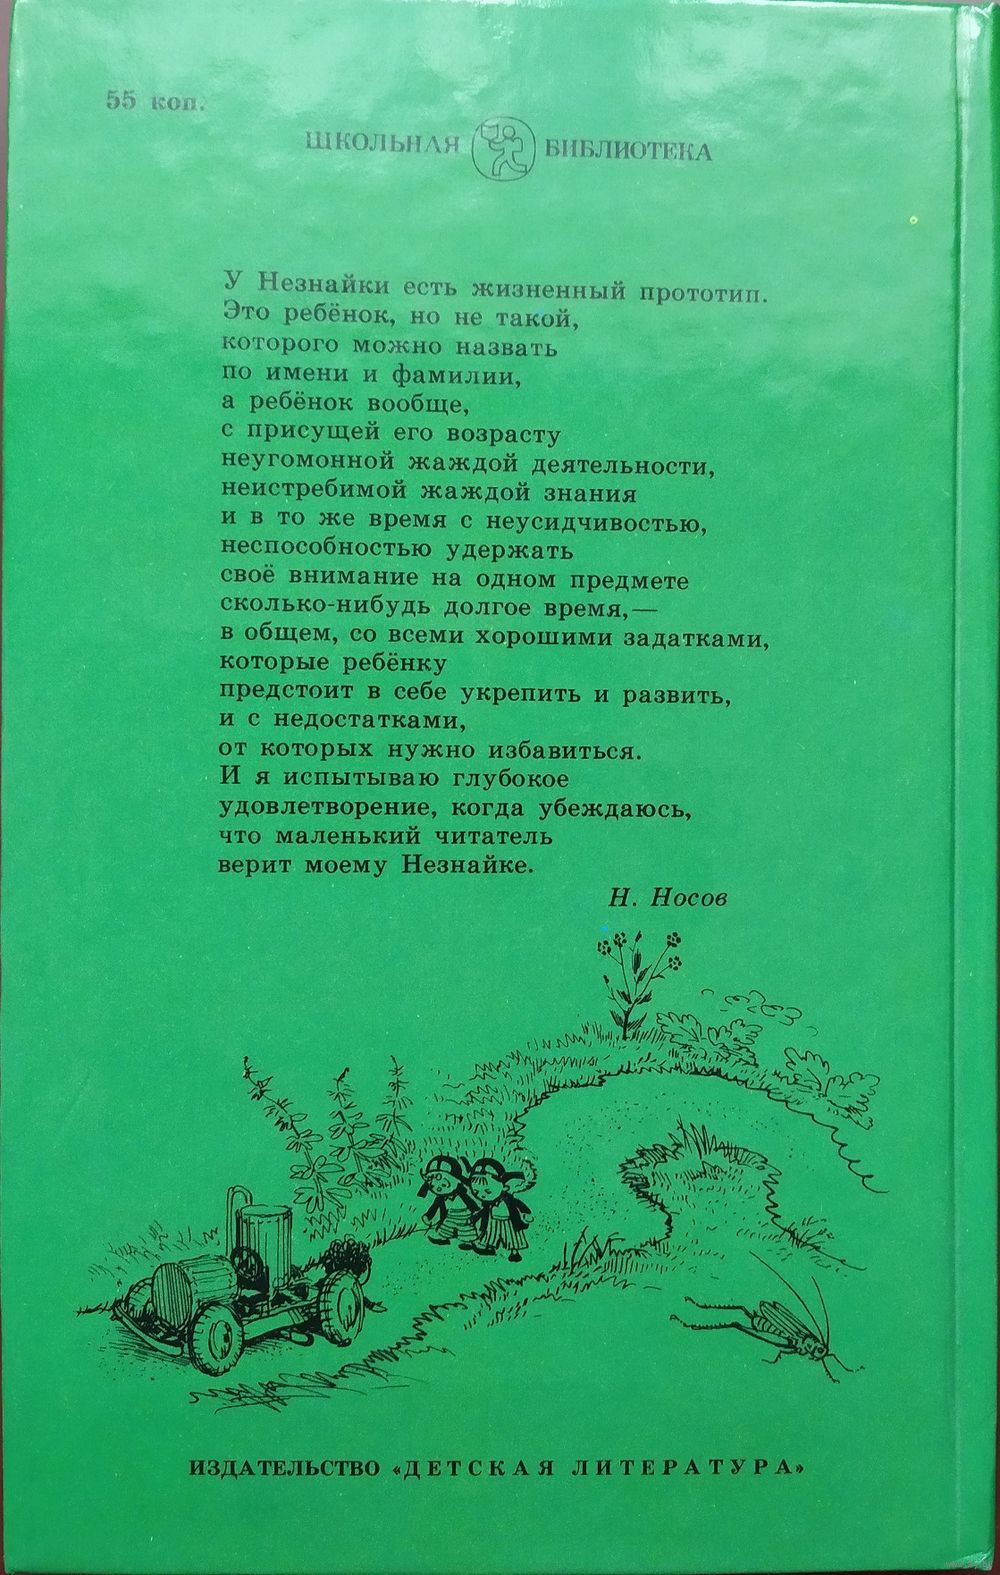 55 коп.
ШКОЛЬНАЯ БИБЛИОТЕКА
У Незнайки есть жизненный прототип.
Это ребёнок, но не такой,
которого можно назвать
по имени и фамилии,
а ребёнок вообще,
с присущей его возрасту
неугомонной жаждой деятельности,
неистребимой жаждой знания
и в то же время с неусидчивостью,
неспособностью удержать
своё внимание на одном предмете
сколько-нибудь долгое время,—
в общем, со всеми хорошими задатками,
которые ребёнку
предстоит в себе укрепить и развить,
и с недостатками,
от которых нужно избавиться.
И я испытываю глубокое
удовлетворение, когда убеждаюсь,
что маленький читатель
верит моему Незнайке.
Н. Носов
ИЗДАТЕЛЬСТВО «ДЕТСКАЯ ЛИТЕРАТУРА»